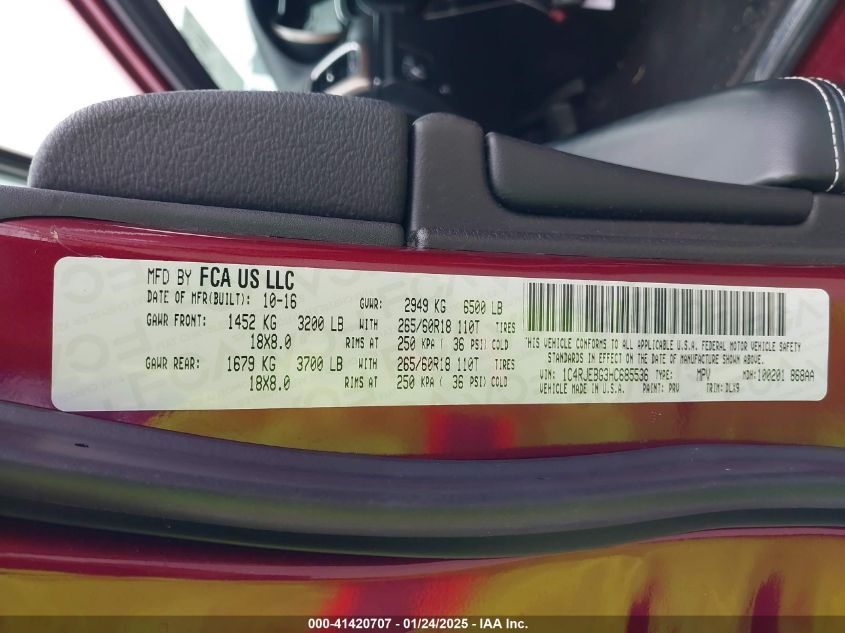 MFD BY FCA US LLC
DATE OF MFR(BUILT): 10-16 GVWR: 2949 KG 6500 LB
GAWR FRONT: 1452 KG 3200 LB WITH 265/60R18 110T TIRES
18X8.0 RIMS AT 250 KPA ( 36 PSI) COLD
GAWR REAR: 1679 KG 3700 LB WITH 265/60R18 110T TIRES
18X8.0 RIMS AT 250 KPA ( 36 PSI) COLD
THIS VEHICLE CONFORMS TO ALL APPLICABLE U.S.A. FEDERAL MOTOR VEHICLE SAFETY
STANDARDS IN EFFECT ON THE DATE OF MANUFACTURE SHOWN ABOVE.
VIN: 1C4RJEBG3HC685536 TYPE: MPV MDH:100201 868AA
VEHICLE MADE IN U.S.A. PAINT: PRV TRIM: DLX9
000-41420707 - 01/24/2025 - IAA Inc.